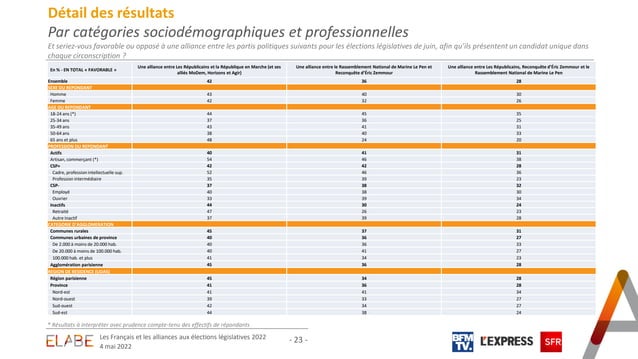 Détail des résultats
Par catégories sociodémographiques et professionnelles
Et seriez-vous favorable ou opposé à une alliance entre les partis politiques suivants pour les élections législatives de juin, afin qu'ils présentent un candidat unique dans
chaque circonscription ?
En % - EN TOTAL « FAVORABLE » Une alliance entre Les Républicains et la République en Marche (et ses alliés MoDem, Horizons et Agir) Une alliance entre le Rassemblement National de Marine Le Pen et Reconquête d'Éric Zemmour Une alliance entre Les Républicains, Reconquête d'Éric Zemmour et le Rassemblement National de Marine Le Pen
Ensemble 42 36 28
SEXE DU REPONDANT
Homme 43 40 30
Femme 42 32 26
AGE DU REPONDANT
18-24 ans (*) 44 45 35
25-34 ans 37 36 25
35-49 ans 43 41 31
50-64 ans 38 40 33
65 ans et plus 48 24 20
PROFESSION DU REPONDANT
Actifs 40 41 31
Artisan, commerçant (*) 54 46 38
CSP+ 42 42 28
Cadre, profession intellectuelle sup. 52 46 36
Profession intermédiaire 35 39 23
CSP- 37 38 32
Employé 40 38 30
Ouvrier 33 39 34
Inactifs 44 30 24
Retraité 47 26 23
Autre inactif 37 39 28
CATEGORIE D'AGGLOMERATION
Communes rurales 45 37 31
Communes urbaines de province 40 36 27
De 2.000 à moins de 20.000 hab. 40 36 33
De 20.000 à moins de 100.000 hab. 40 41 27
100.000 hab. et plus 41 34 23
Agglomération parisienne 45 36 28
REGION DE RESIDENCE (UDA5)
Région parisienne 45 34 28
Province 41 36 28
Nord-est 41 41 34
Nord-ouest 39 33 27
Sud-ouest 42 34 27
Sud-est 44 38 24
* Résultats à interpréter avec prudence compte-tenu des effectifs de répondants
ELABE
Les Français et les alliances aux élections législatives 2022
4 mai 2022
- 23 -
BFM
TV.
L'EXPRESS
SFR